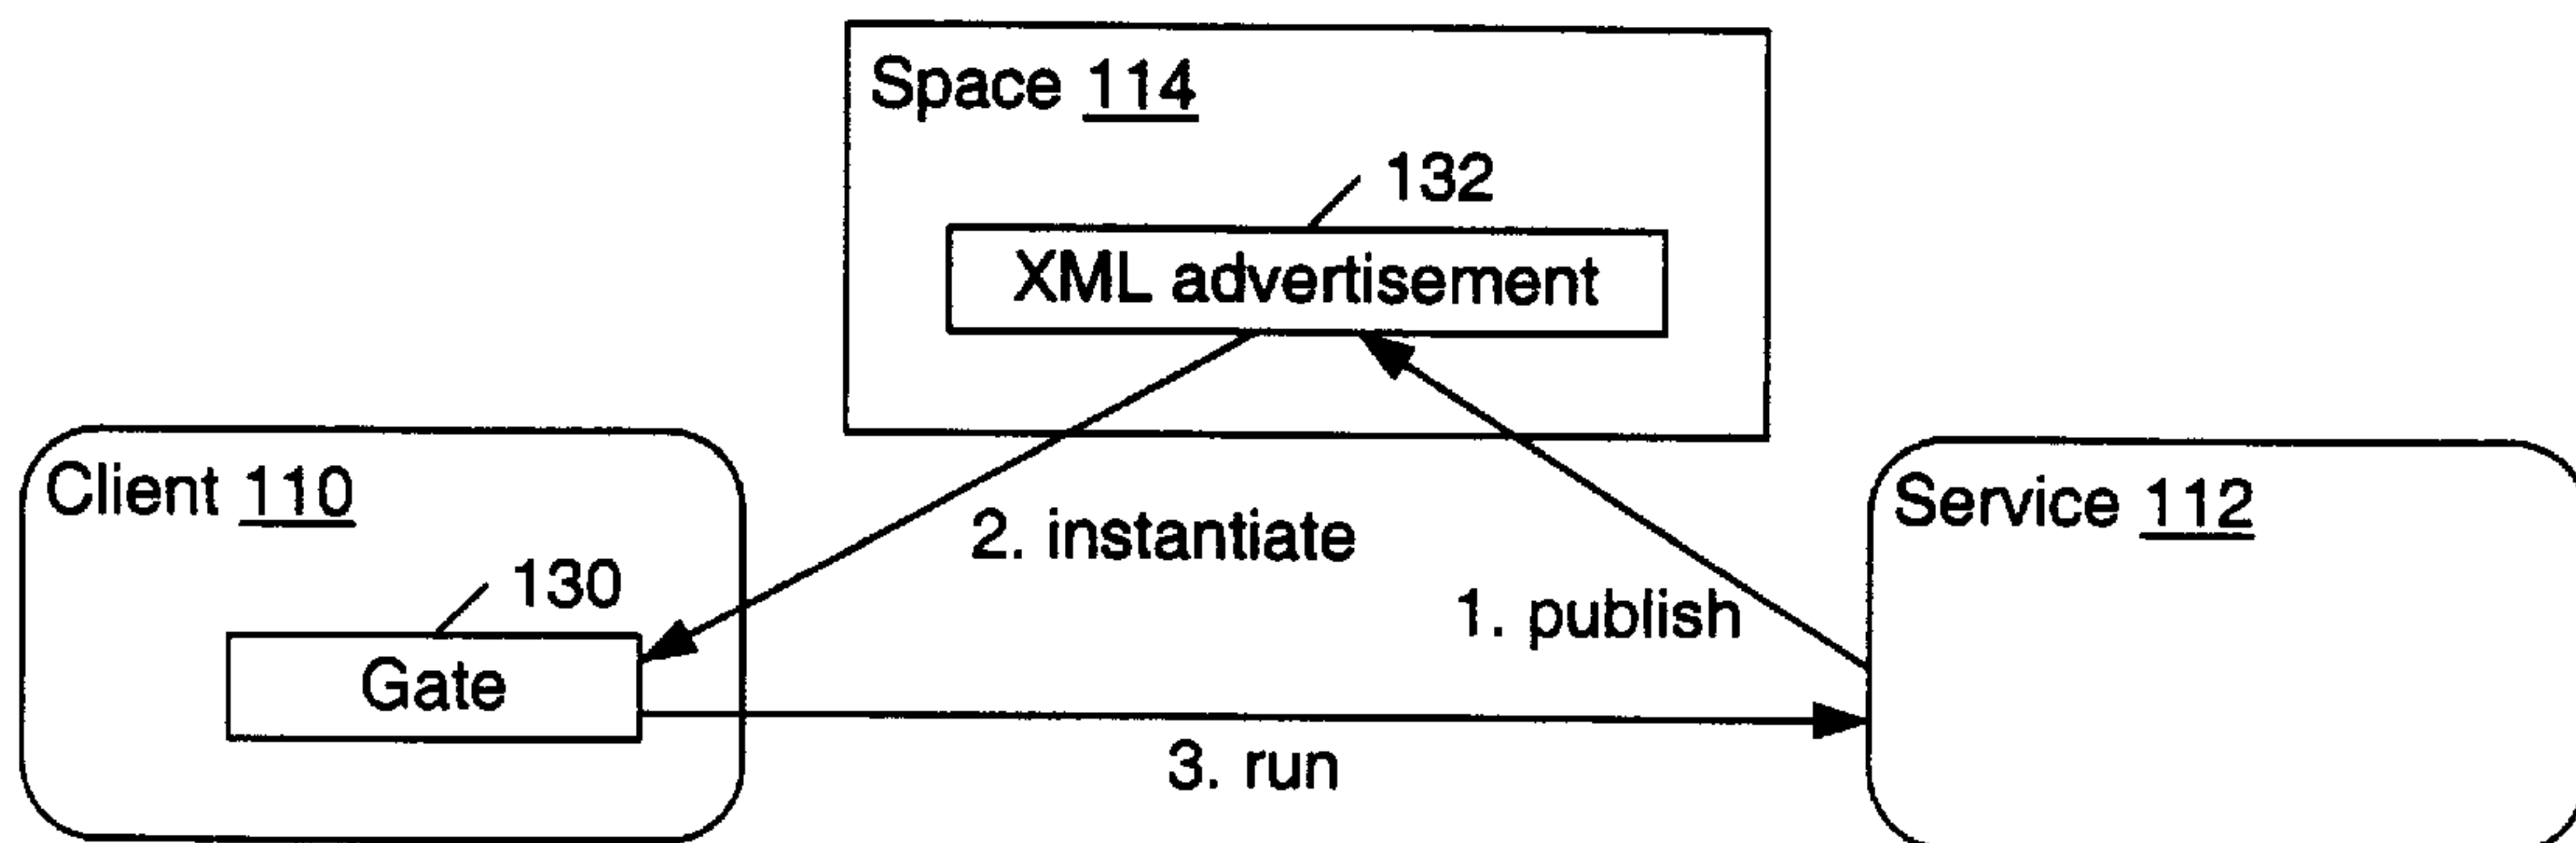 Space 114
132
XML advertisement
Client 110
Service 112
2. instantiate
130
1. publish
Gate
3. run